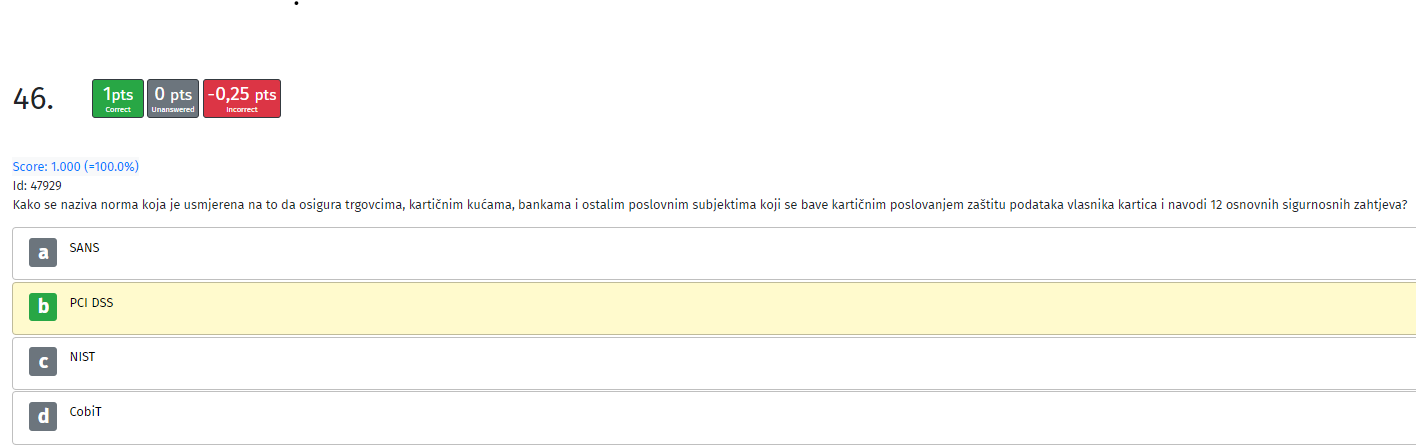 46.
1pts
Correct
0 pts
Unanswered
-0,25 pts
Incorrect
Score: 1.000 (=100.0%)
Id: 47929
Kako se naziva norma koja je usmjerena na to da osigura trgovcima, kartičnim kućama, bankama i ostalim poslovnim subjektima koji se bave kartičnim poslovanjem zaštitu podataka vlasnika kartica i navodi 12 osnovnih sigurnosnih zahtjeva?
a SANS
b PCI DSS
c NIST
d CobiT